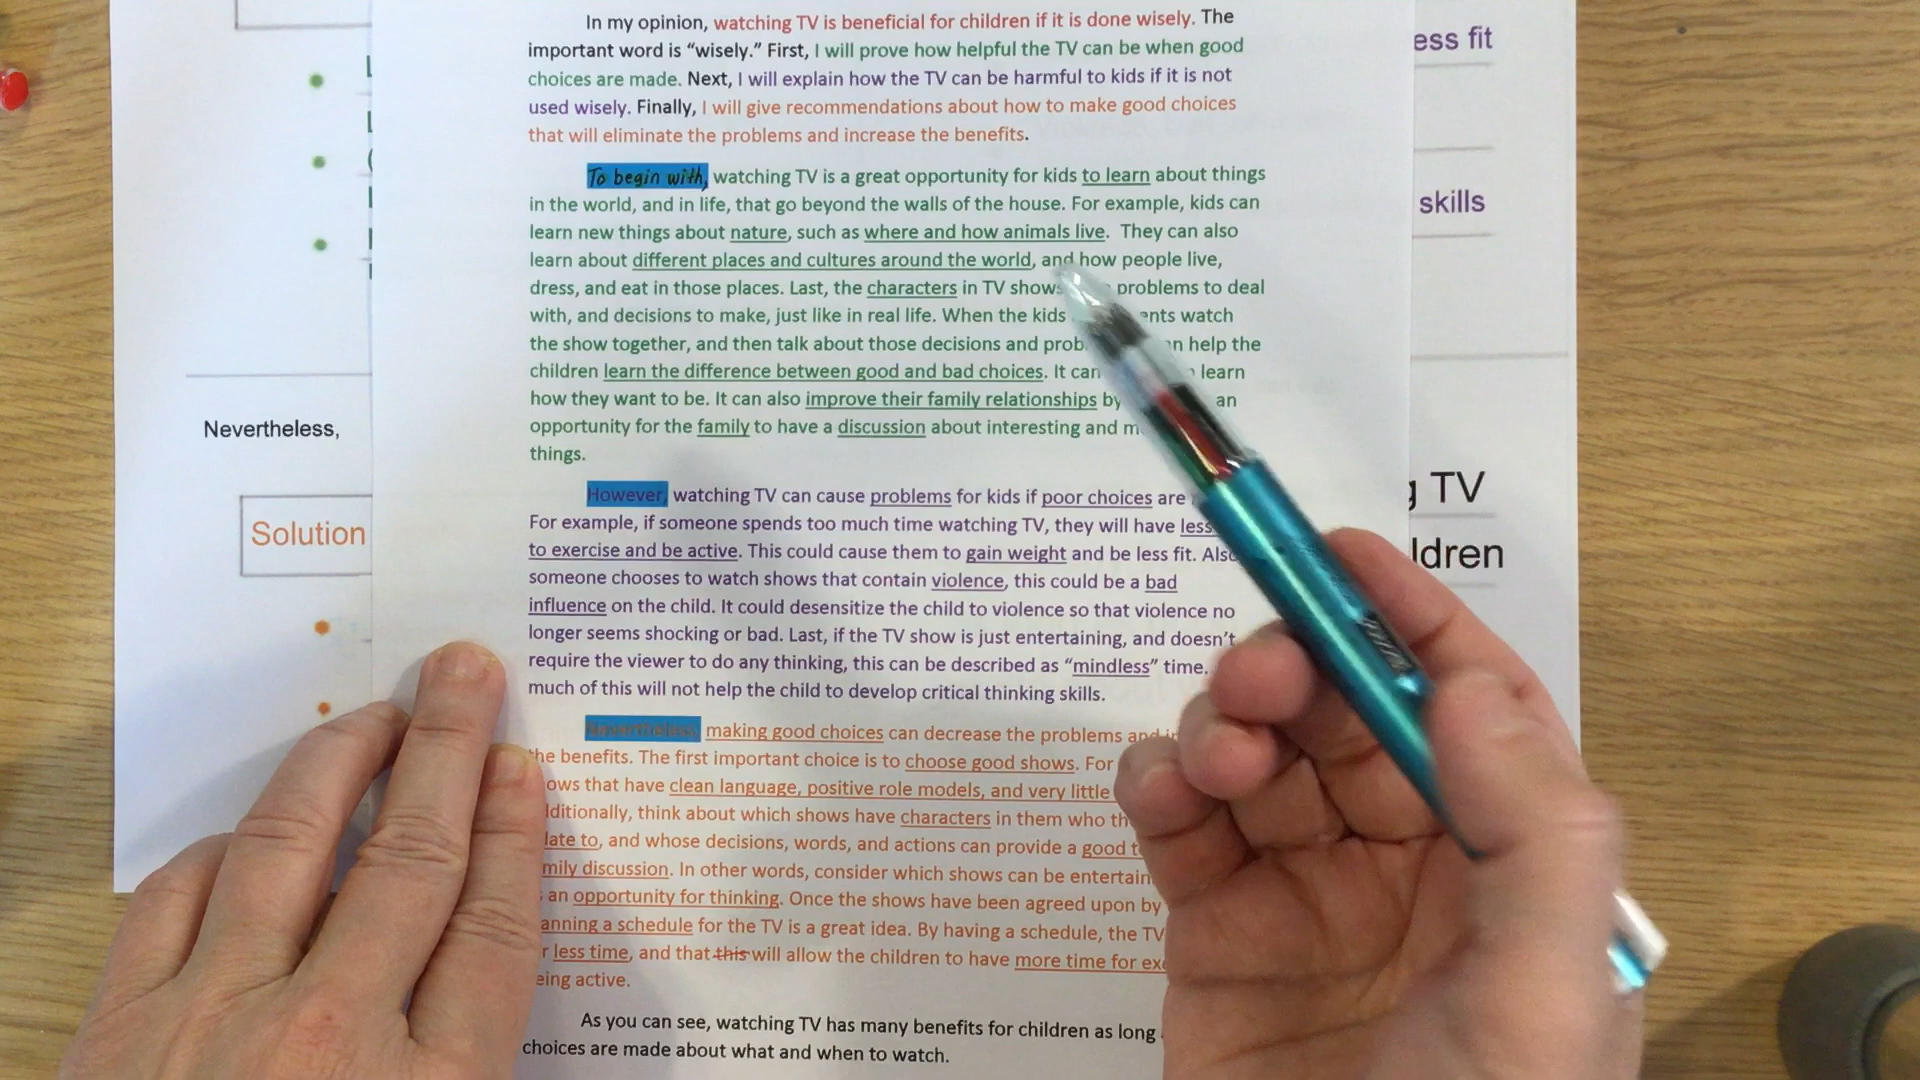 In my opinion, watching TV is beneficial for children if it is done wisely. The
important word is “wisely.” First, I will prove how helpful the TV can be when good
choices are made. Next, I will explain how the TV can be harmful to kids if it is not
used wisely. Finally, I will give recommendations about how to make good choices
that will eliminate the problems and increase the benefits.
To begin with, watching TV is a great opportunity for kids to learn about things
in the world, and in life, that go beyond the walls of the house. For example, kids can
learn new things about nature, such as where and how animals live. They can also
learn about different places and cultures around the world, and how people live,
dress, and eat in those places. Last, the characters in TV shows problems to deal
with, and decisions to make, just like in real life. When the kids watch
the show together, and then talk about those decisions and help the
children learn the difference between good and bad choices. It can learn
how they want to be. It can also improve their family relationships by an
opportunity for the family to have a discussion about interesting and
things.
However, watching TV can cause problems for kids if poor choices are
For example, if someone spends too much time watching TV, they will have less
to exercise and be active. This could cause them to gain weight and be less fit. Also
someone chooses to watch shows that contain violence, this could be a bad
influence on the child. It could desensitize the child to violence so that violence no
longer seems shocking or bad. Last, if the TV show is just entertaining, and doesn’t
require the viewer to do any thinking, this can be described as “mindless” time.
much of this will not help the child to develop critical thinking skills.
Nevertheless, making good choices can decrease the problems and
the benefits. The first important choice is to choose good shows. For
that have clean language, positive role models, and very little
think about which shows have characters in them who
to, and whose decisions, words, and actions can provide a good
discussion. In other words, consider which shows can be
an opportunity for thinking. Once the shows have been agreed upon by
a schedule for the TV is a great idea. By having a schedule, the TV
less time, and that this will allow the children to have more time for
active.
As you can see, watching TV has many benefits for children as long
choices are made about what and when to watch.
Nevertheless,
Solution
fit
skills
TV